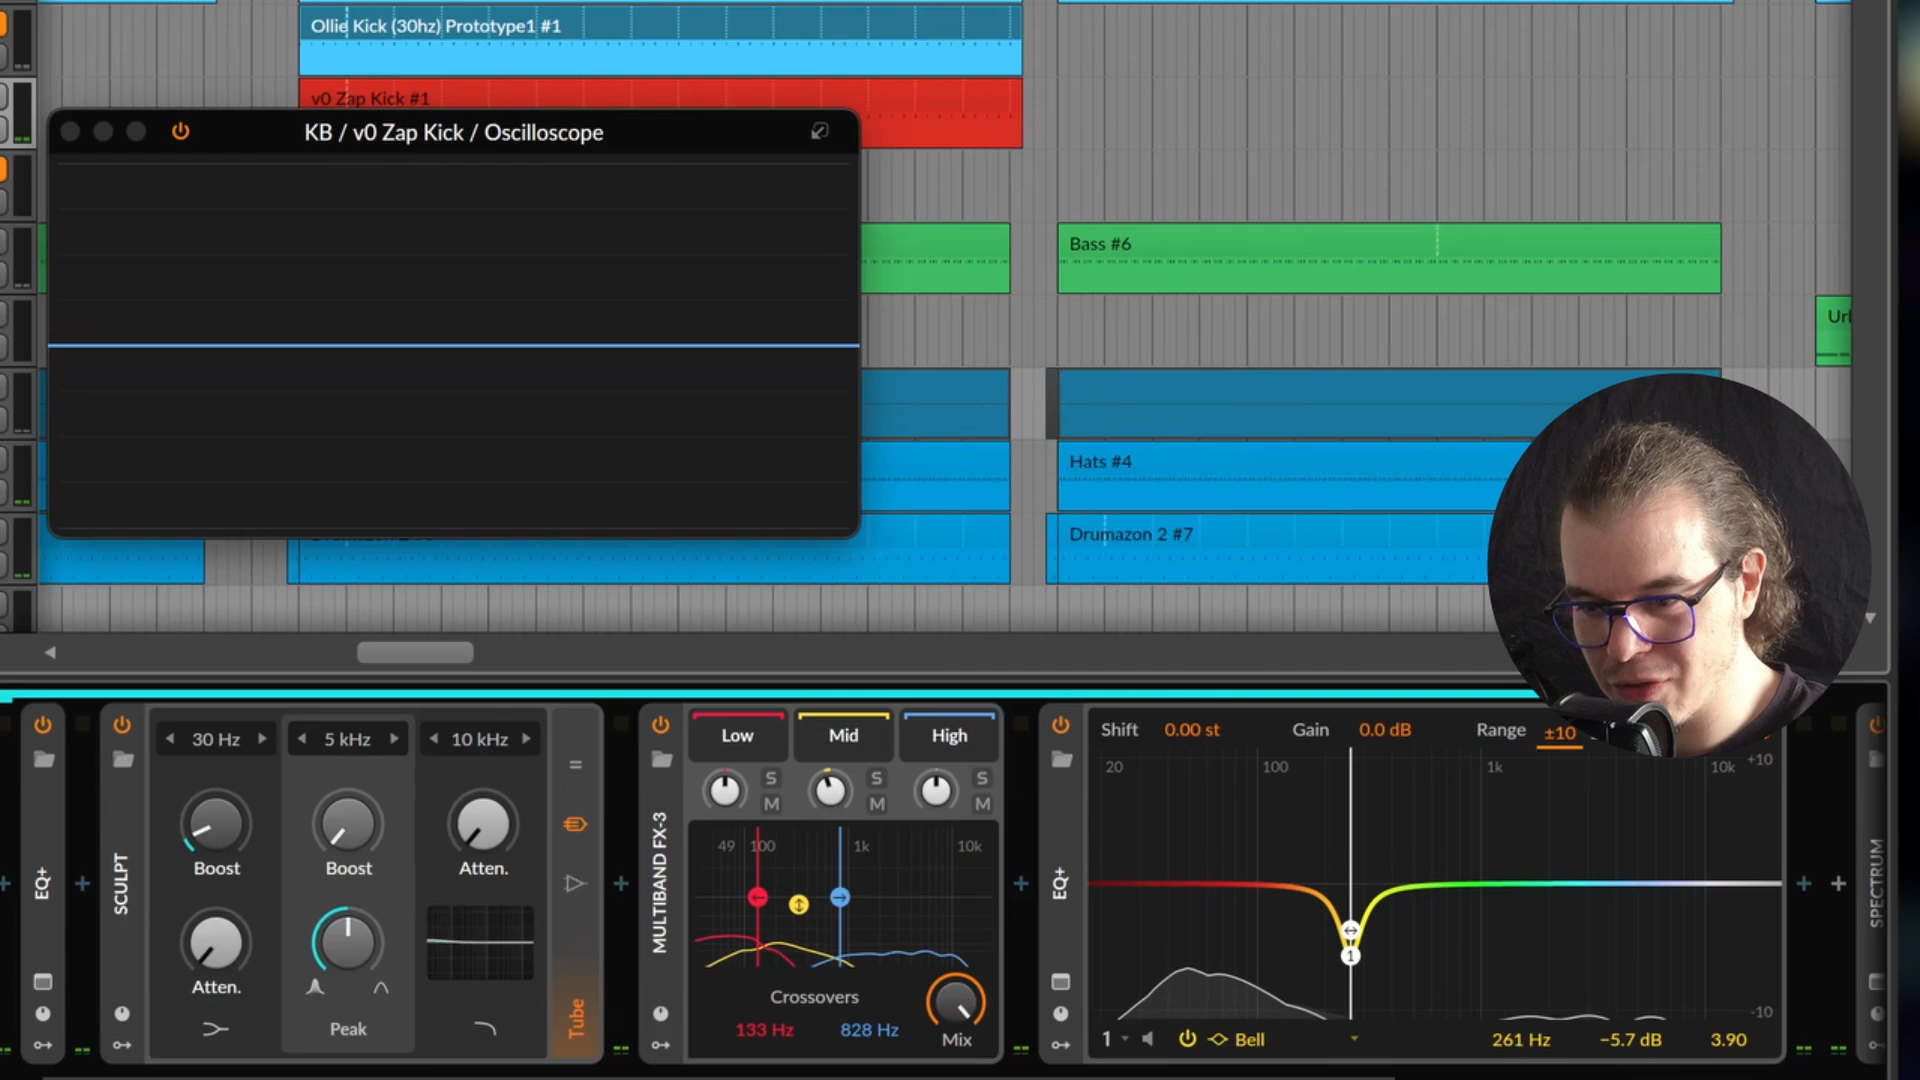 Ollie Kick (30hz) Prototype1 #1
v0 Zap Kick #1
KB / v0 Zap Kick / Oscilloscope
Bass #6
Hats #4
Drumazon 2 #7
EQ+
SCULPT
30 Hz
5 kHz
10 kHz
Boost
Boost
Atten.
Atten.
Peak
Tube
MULTIBAND FX-3
Low
Mid
High
S
S
S
M
M
M
49
100
1k
10k
Crossovers
133 Hz
828 Hz
Mix
EQ+
Shift
0.00 st
Gain
0.0 dB
Range
±10
20
100
1k
10k
+10
1
-10
1
Bell
261 Hz
−5.7 dB
3.90
SPECTRUM